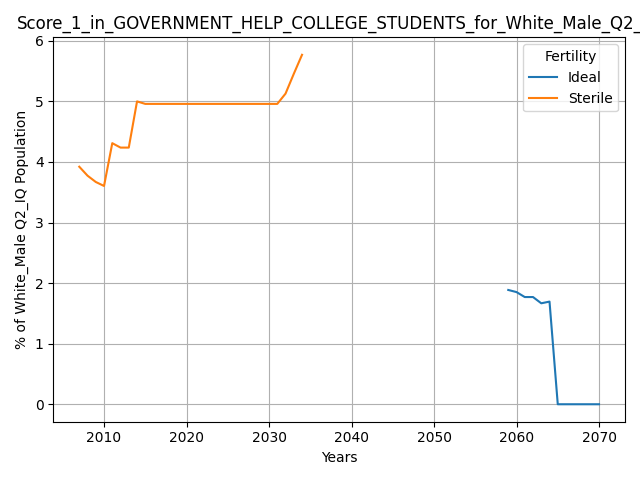 Score_1_in_GOVERNMENT_HELP_COLLEGE_STUDENTS_for_White_Male_Q2_
6
5
4
3
2
1
0
% of White_Male Q2_IQ Population
Fertility
Ideal
Sterile
2010 2020 2030 2040 2050 2060 2070
Years